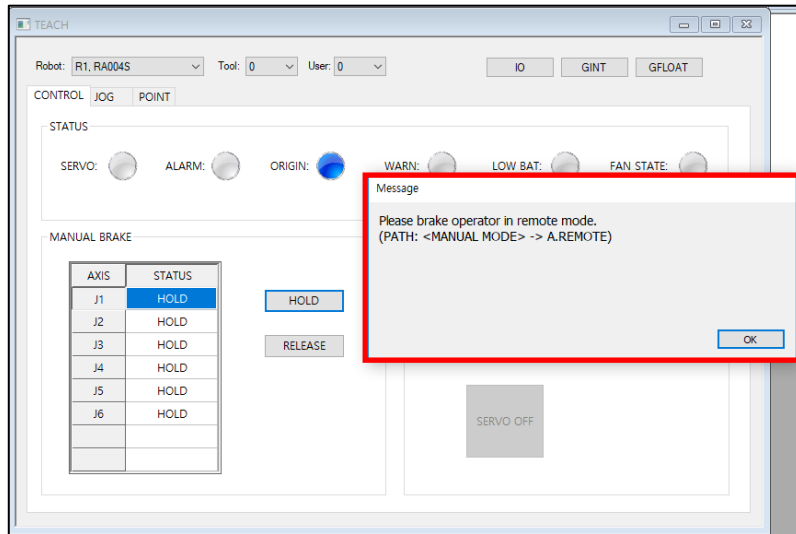 TEACH
Robot: R1, RA004S Tool: 0 User: 0 IO GINT GFLOAT
CONTROL JOG POINT
STATUS
SERVO: ALARM: ORIGIN: WARN: LOW BAT: FAN STATE:
Message
Please brake operator in remote mode.
(PATH: <MANUAL MODE> -> A.REMOTE)
OK
MANUAL BRAKE
AXIS STATUS
J1 HOLD
J2 HOLD
J3 HOLD
J4 HOLD
J5 HOLD
J6 HOLD
HOLD
RELEASE
SERVO OFF